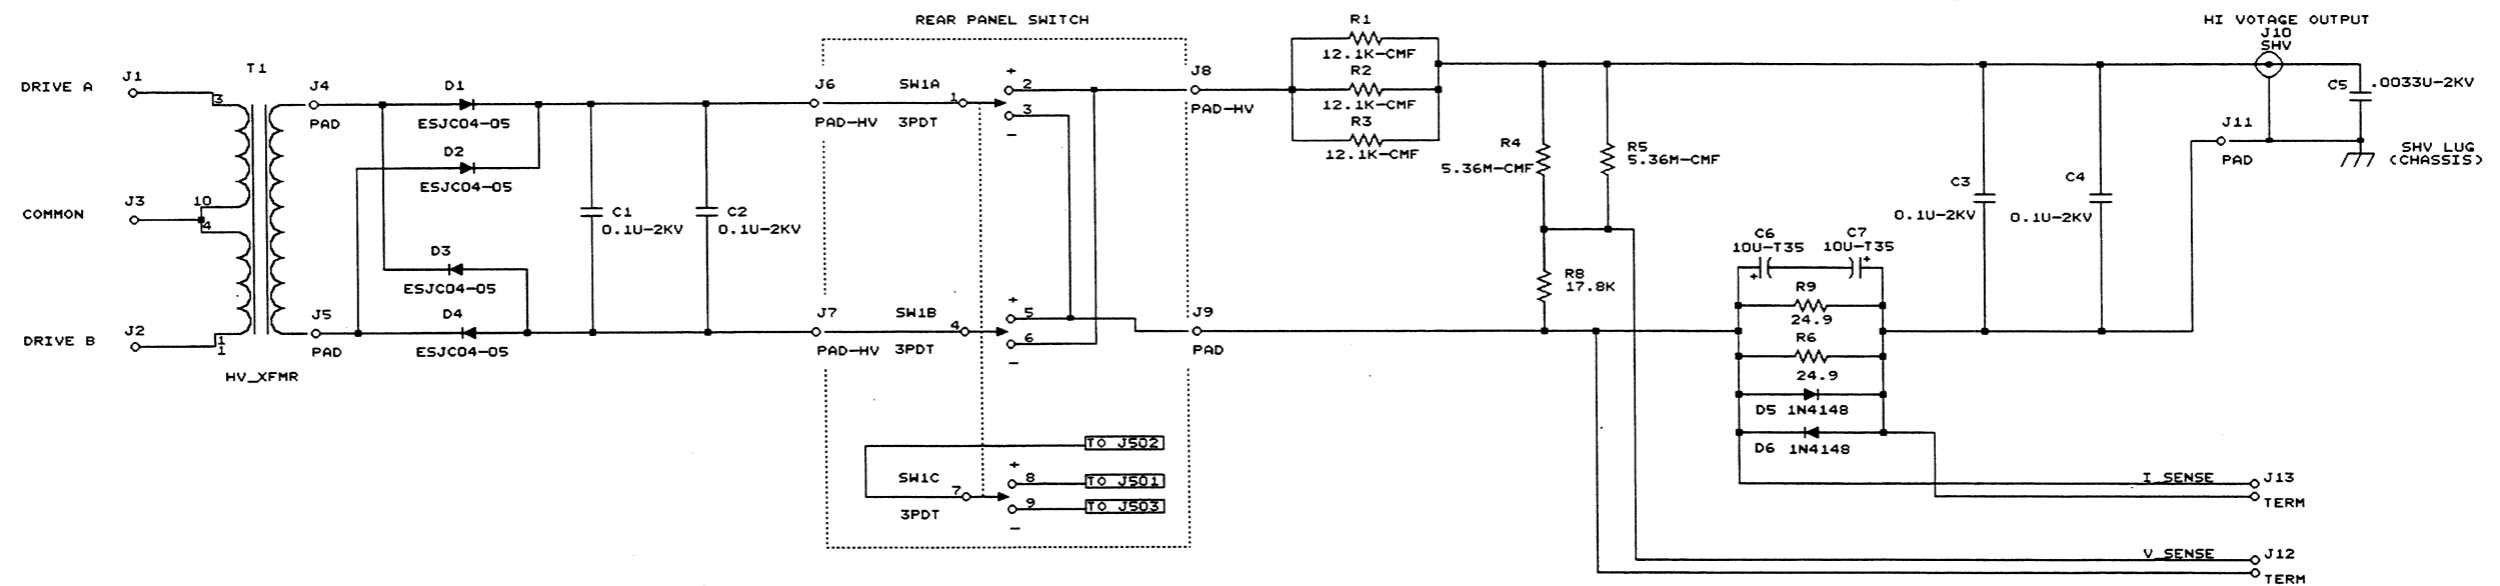 REAR PANEL SWITCH
HI VOTAGE OUTPUT
J10
SHV
DRIVE A
J1
3
T1
J4
PAD
D1
ESJC04-05
D2
ESJC04-05
J6
PAD-HV
SW1A
3PDT
1
+
2
3
-
J8
PAD-HV
R1
12.1K-CMF
R2
12.1K-CMF
R3
12.1K-CMF
R4
5.36M-CMF
R5
5.36M-CMF
C5
.0033U-2KV
J11
PAD
SHV LUG
(CHASSIS)
COMMON
J3
10
4
C1
0.1U-2KV
C2
0.1U-2KV
C3
0.1U-2KV
C4
0.1U-2KV
D3
ESJC04-05
D4
ESJC04-05
DRIVE B
J2
1
1
HV_XFMR
J5
PAD
J7
PAD-HV
SW1B
3PDT
4
+
5
6
-
J9
PAD
R8
17.8K
C6
10U-T35
+
C7
10U-T35
+
R9
24.9
R6
24.9
D5 1N4148
D6 1N4148
TO J502
SW1C
3PDT
7
+
8
TO J501
9
TO J503
-
I_SENSE
J13
TERM
V_SENSE
J12
TERM